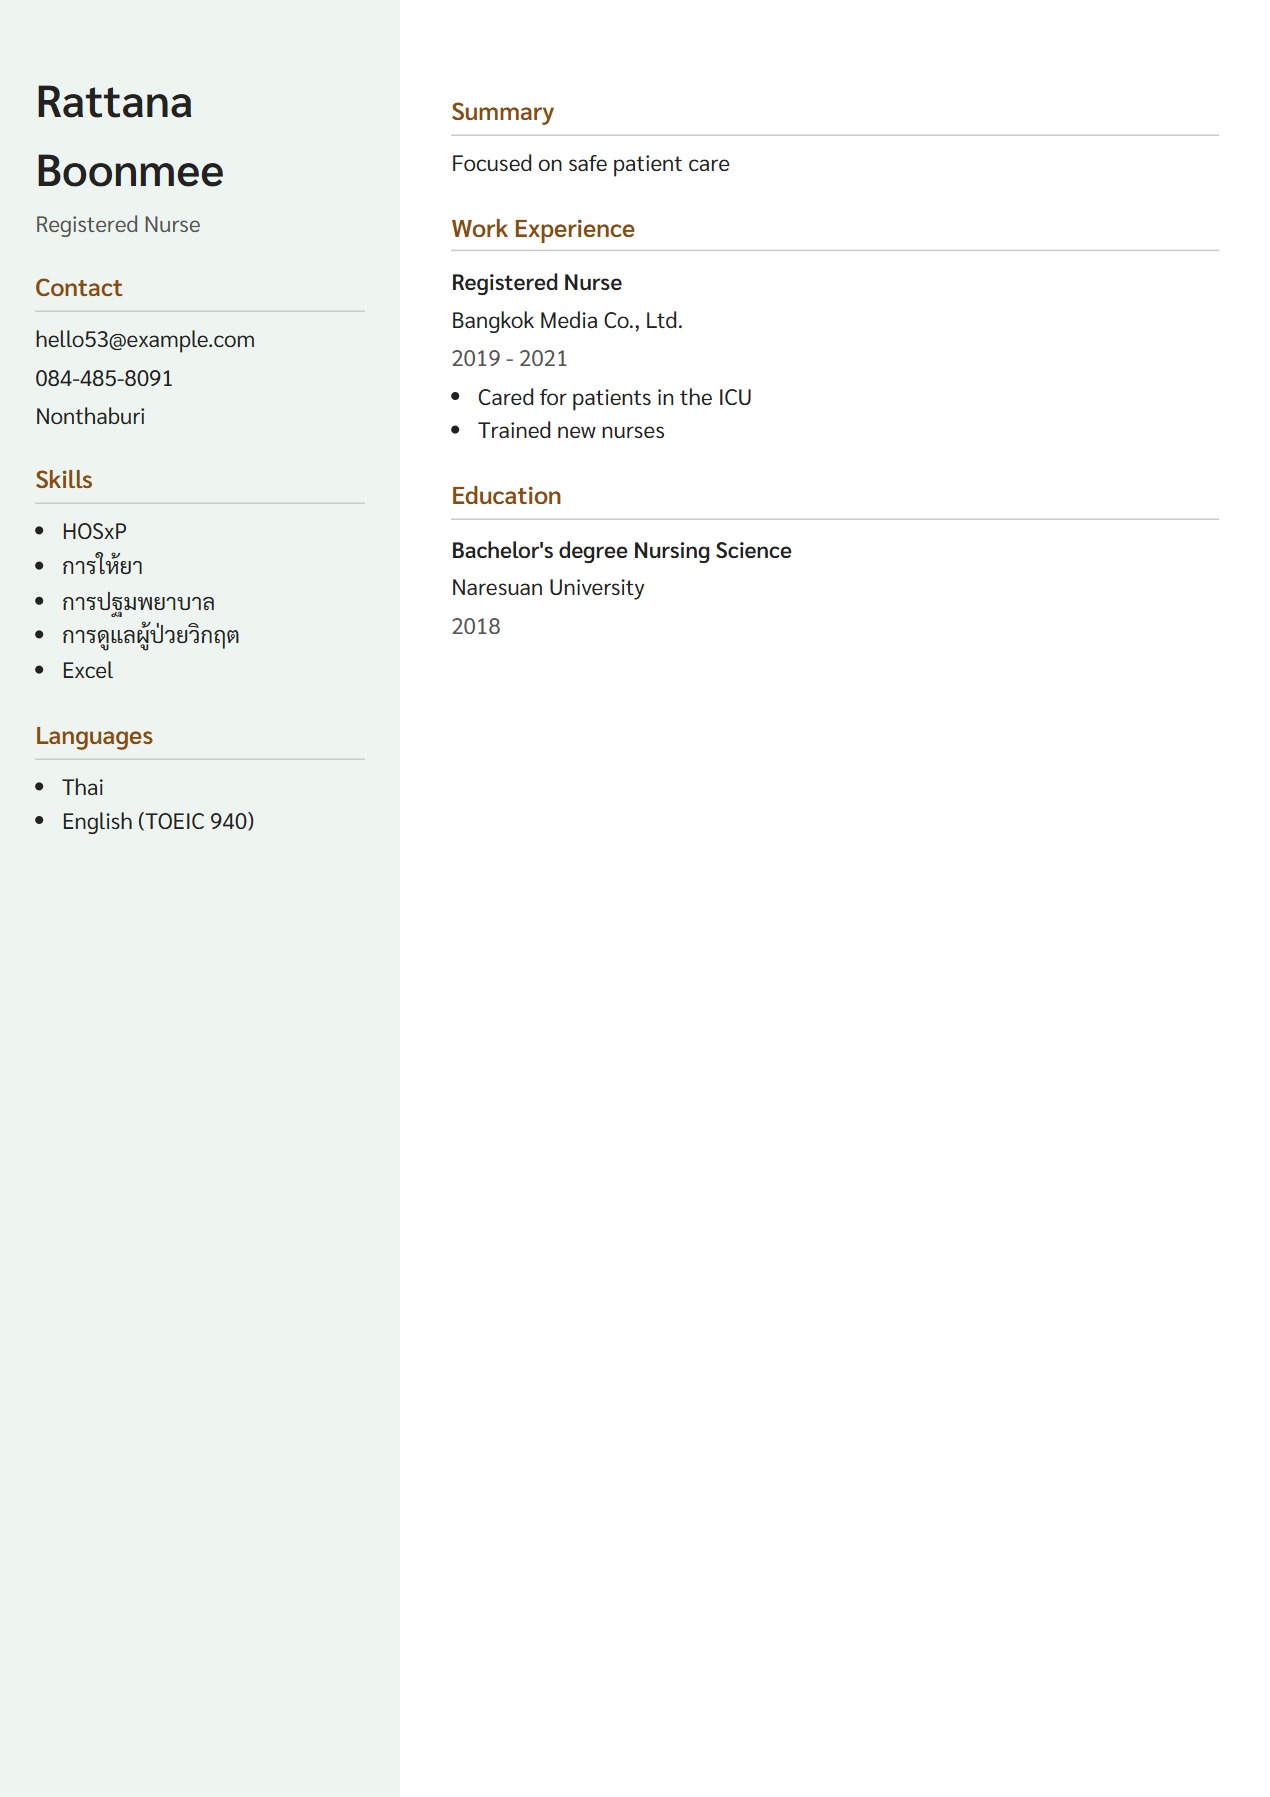 Rattana
Boonmee
Registered Nurse
Contact
hello53@example.com
084-485-8091
Nonthaburi
Skills
• HOSxP
• การให้ยา
• การปฐมพยาบาล
• การดูแลผู้ป่วยวิกฤต
• Excel
Languages
• Thai
• English (TOEIC 940)
Summary
Focused on safe patient care
Work Experience
Registered Nurse
Bangkok Media Co., Ltd.
2019 - 2021
• Cared for patients in the ICU
• Trained new nurses
Education
Bachelor's degree Nursing Science
Naresuan University
2018